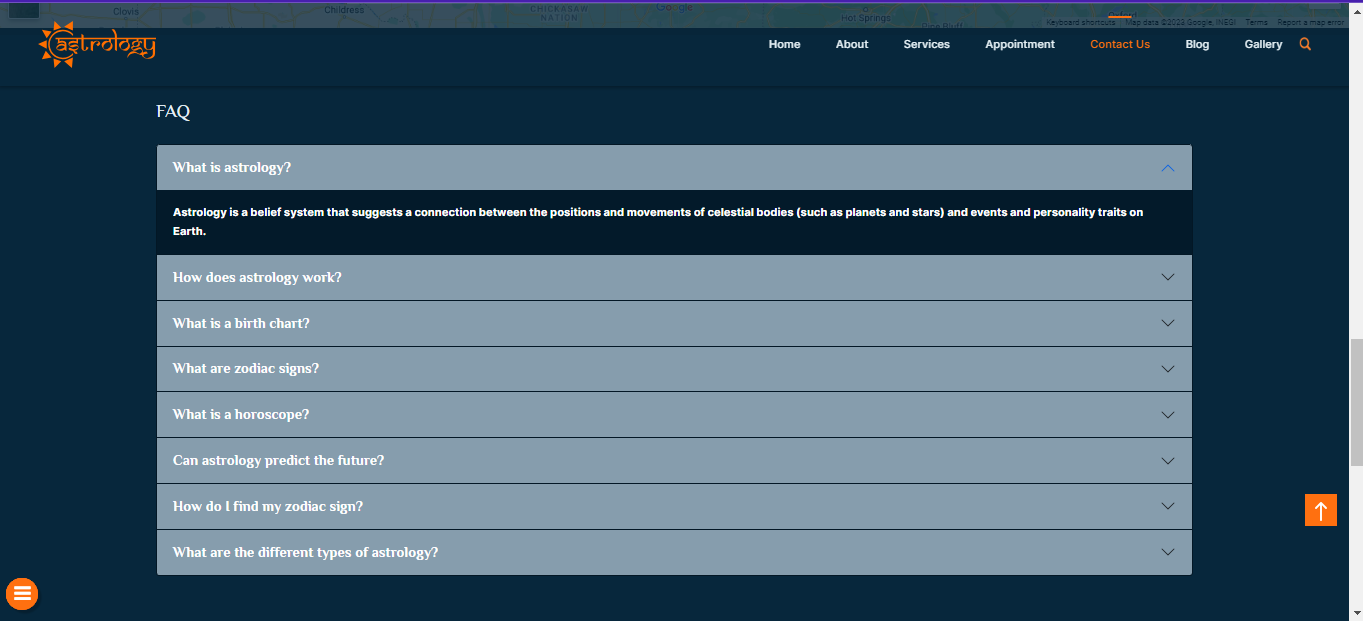 Clovis
Childress
CHICKASAW
NATION
Google
Hot Springs
Pine Bluff
Oxford
Keyboard shortcuts Map data ©2023 Google, INEGI Terms Report a map error
astrology
Home About Services Appointment Contact Us Blog Gallery
FAQ
What is astrology?
Astrology is a belief system that suggests a connection between the positions and movements of celestial bodies (such as planets and stars) and events and personality traits on
Earth.
How does astrology work?
What is a birth chart?
What are zodiac signs?
What is a horoscope?
Can astrology predict the future?
How do I find my zodiac sign?
What are the different types of astrology?